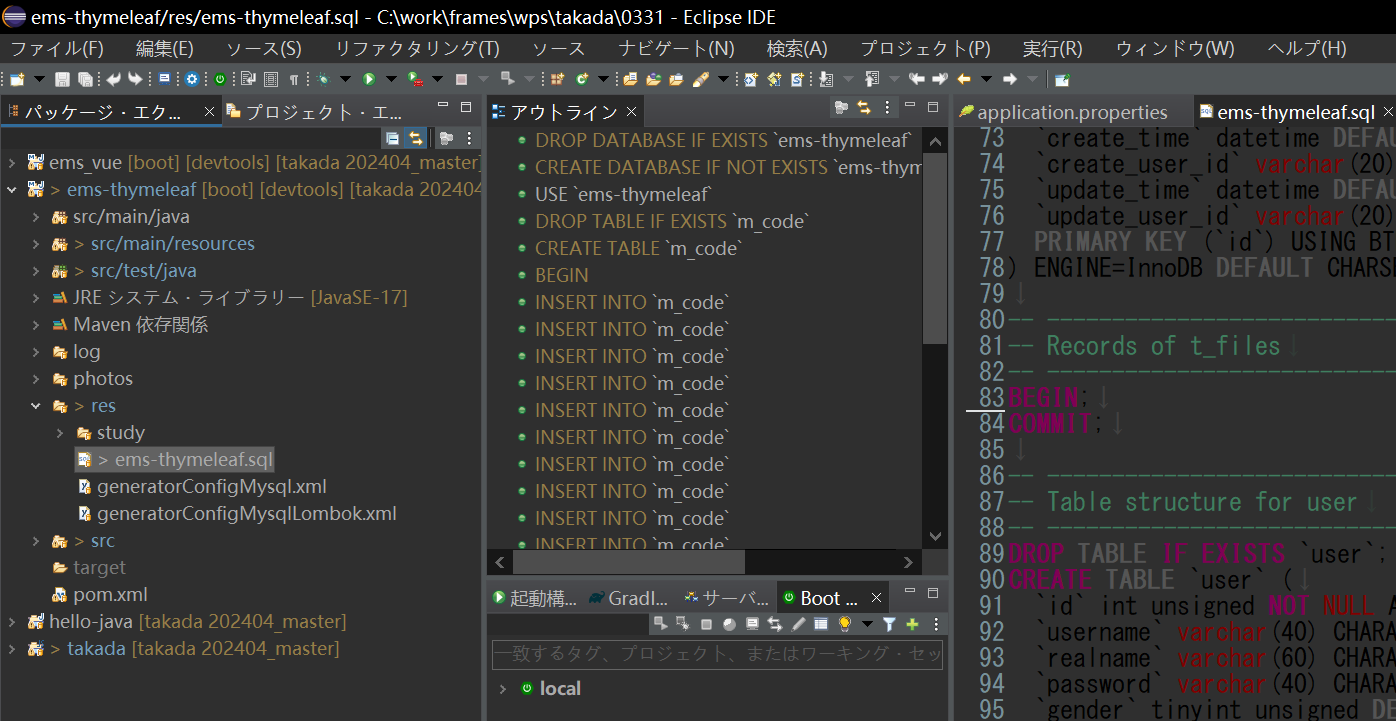 ems-thymeleaf/res/ems-thymeleaf.sql - C:\work\frames\wps\takada\0331 - Eclipse IDE
ファイル(F) 編集(E) ソース(S) リファクタリング(T) ソース ナビゲート(N) 検索(A) プロジェクト(P) 実行(R) ウィンドウ(W) ヘルプ(H)
パッケージ・エク... プロジェクト・エ...
ems_vue [boot] [devtools] [takada 202404_master]
> ems-thymeleaf [boot] [devtools] [takada 20240
src/main/java
> src/main/resources
> src/test/java
JRE システム・ライブラリー [JavaSE-17]
Maven 依存関係
log
photos
> res
study
> ems-thymeleaf.sql
generatorConfigMysql.xml
generatorConfigMysqlLombok.xml
> src
target
pom.xml
hello-java [takada 202404_master]
> takada [takada 202404_master]
アウトライン
DROP DATABASE IF EXISTS `ems-thymeleaf`
CREATE DATABASE IF NOT EXISTS `ems-thym
USE `ems-thymeleaf`
DROP TABLE IF EXISTS `m_code`
CREATE TABLE `m_code`
BEGIN
INSERT INTO `m_code`
INSERT INTO `m_code`
INSERT INTO `m_code`
INSERT INTO `m_code`
INSERT INTO `m_code`
INSERT INTO `m_code`
INSERT INTO `m_code`
INSERT INTO `m_code`
INSERT INTO `m_code`
INSERT INTO `m_code`
起動構... Gradl... サーバ... Boot ...
一致するタグ、プロジェクト、またはワーキング・セッ
local
application.properties ems-thymeleaf.sql
73 `create_time` datetime DEFAU
74 `create_user_id` varchar(20)
75 `update_time` datetime DEFAU
76 `update_user_id` varchar(20)
77 PRIMARY KEY (`id`) USING BT
78 ) ENGINE=InnoDB DEFAULT CHARSE
79 ↓
80 -- ----------------------------
81 -- Records of t_files↓
82 -- ----------------------------
83 BEGIN;↓
84 COMMIT;↓
85 ↓
86 -- ----------------------------
87 -- Table structure for user↓
88 -- ----------------------------
89 DROP TABLE IF EXISTS `user`;
90 CREATE TABLE `user` (↓
91 `id` int unsigned NOT NULL A
92 `username` varchar(40) CHARA
93 `realname` varchar(60) CHARA
94 `password` varchar(40) CHARA
95 `gender` tinyint unsigned DE